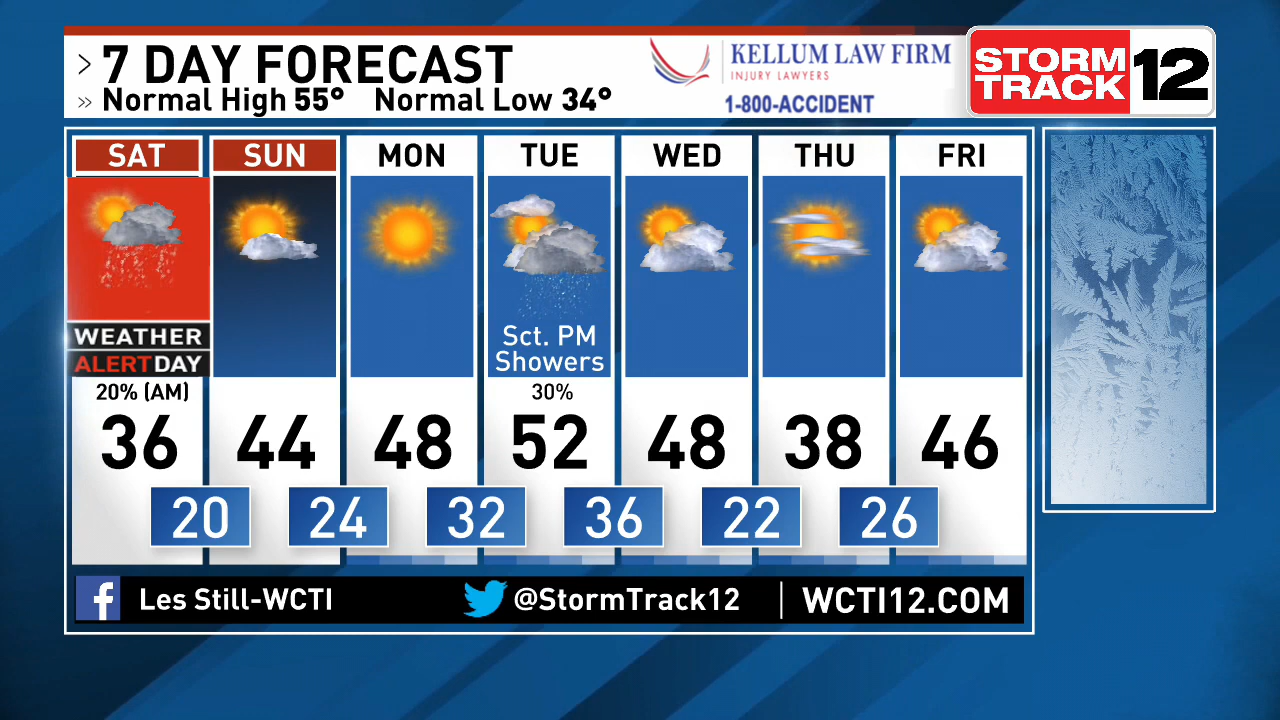 > 7 DAY FORECAST
» Normal High 55° Normal Low 34°
KELLUM LAW FIRM
INJURY LAWYERS
1-800-ACCIDENT
STORM
TRACK
12
SAT SUN MON TUE WED THU FRI
Sct. PM
Showers
WEATHER
ALERT DAY
20% (AM) 30%
36 44 48 52 48 38 46
20 24 32 36 22 26
f Les Still-WCTI @StormTrack12 | WCTI12.COM